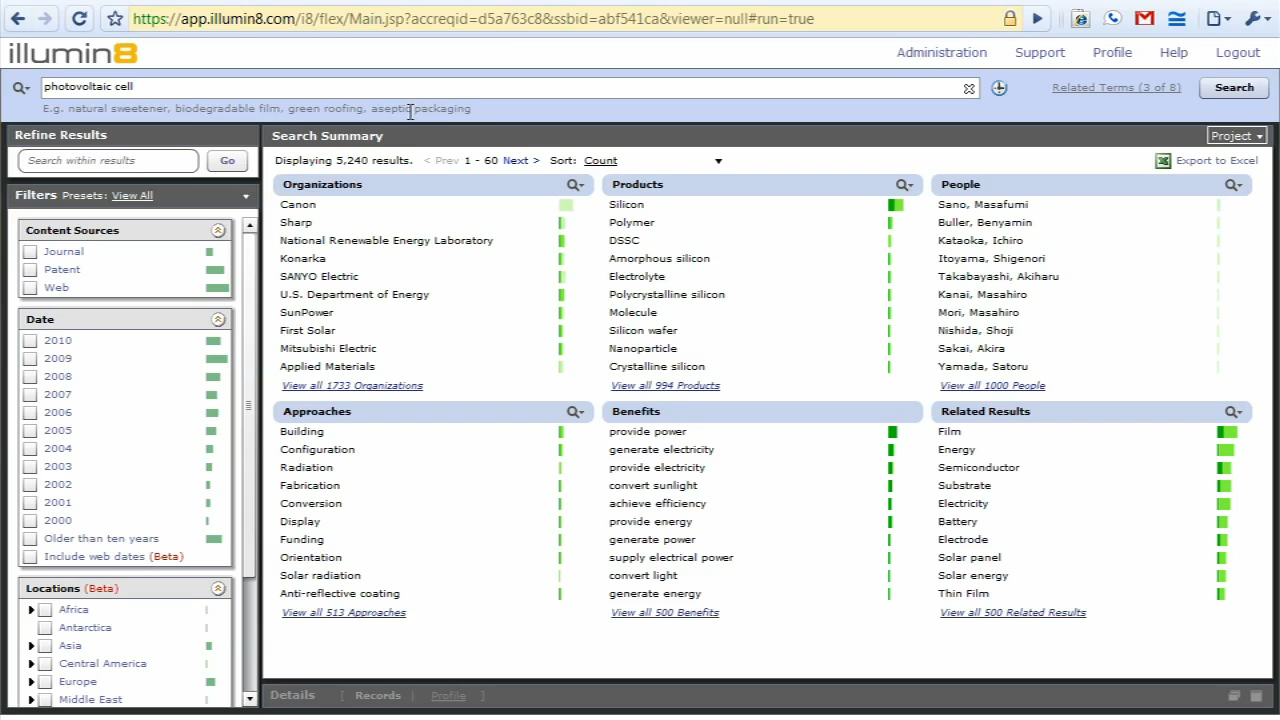 https://app.illumin8.com/i8/flex/Main.jsp?accreqid=d5a763c8&ssbid=abf541ca&viewer=null#run=true
illumin8
Administration Support Profile Help Logout
photovoltaic cell
Related Terms (3 of 8) Search
E.g. natural sweetener, biodegradable film, green roofing, aseptic packaging
Refine Results
Search within results Go
Filters Presets: View All
Content Sources
Journal
Patent
Web
Date
2010
2009
2008
2007
2006
2005
2004
2003
2002
2001
2000
Older than ten years
Include web dates (Beta)
Locations (Beta)
Africa
Antarctica
Asia
Central America
Europe
Middle East
Search Summary Project
Displaying 5,240 results. < Prev 1 - 60 Next > Sort: Count Export to Excel
Organizations
Canon
Sharp
National Renewable Energy Laboratory
Konarka
SANYO Electric
U.S. Department of Energy
SunPower
First Solar
Mitsubishi Electric
Applied Materials
View all 1733 Organizations
Products
Silicon
Polymer
DSSC
Amorphous silicon
Electrolyte
Polycrystalline silicon
Molecule
Silicon wafer
Nanoparticle
Crystalline silicon
View all 994 Products
People
Sano, Masafumi
Buller, Benyamin
Kataoka, Ichiro
Itoyama, Shigenori
Takabayashi, Akiharu
Kanai, Masahiro
Mori, Masahiro
Nishida, Shoji
Sakai, Akira
Yamada, Satoru
View all 1000 People
Approaches
Building
Configuration
Radiation
Fabrication
Conversion
Display
Funding
Orientation
Solar radiation
Anti-reflective coating
View all 513 Approaches
Benefits
provide power
generate electricity
provide electricity
convert sunlight
achieve efficiency
provide energy
generate power
supply electrical power
convert light
generate energy
View all 500 Benefits
Related Results
Film
Energy
Semiconductor
Substrate
Electricity
Battery
Electrode
Solar panel
Solar energy
Thin Film
View all 500 Related Results
Details [ Records | Profile ]